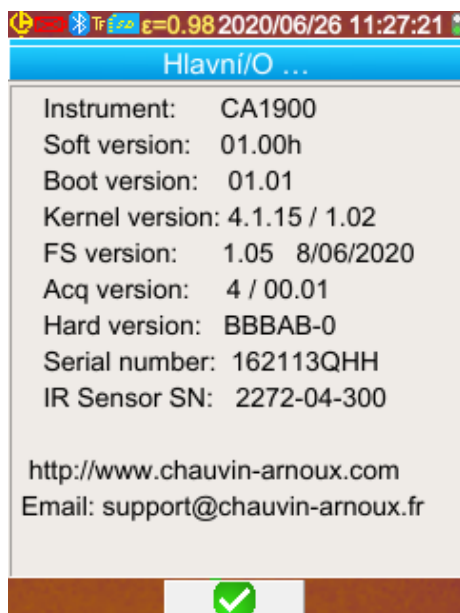 TF ε=0.98 2020/06/26 11:27:21
Hlavní/O ...
Instrument: CA1900
Soft version: 01.00h
Boot version: 01.01
Kernel version: 4.1.15 / 1.02
FS version: 1.05 8/06/2020
Acq version: 4 / 00.01
Hard version: BBBAB-0
Serial number: 162113QHH
IR Sensor SN: 2272-04-300
http://www.chauvin-arnoux.com
Email: support@chauvin-arnoux.fr